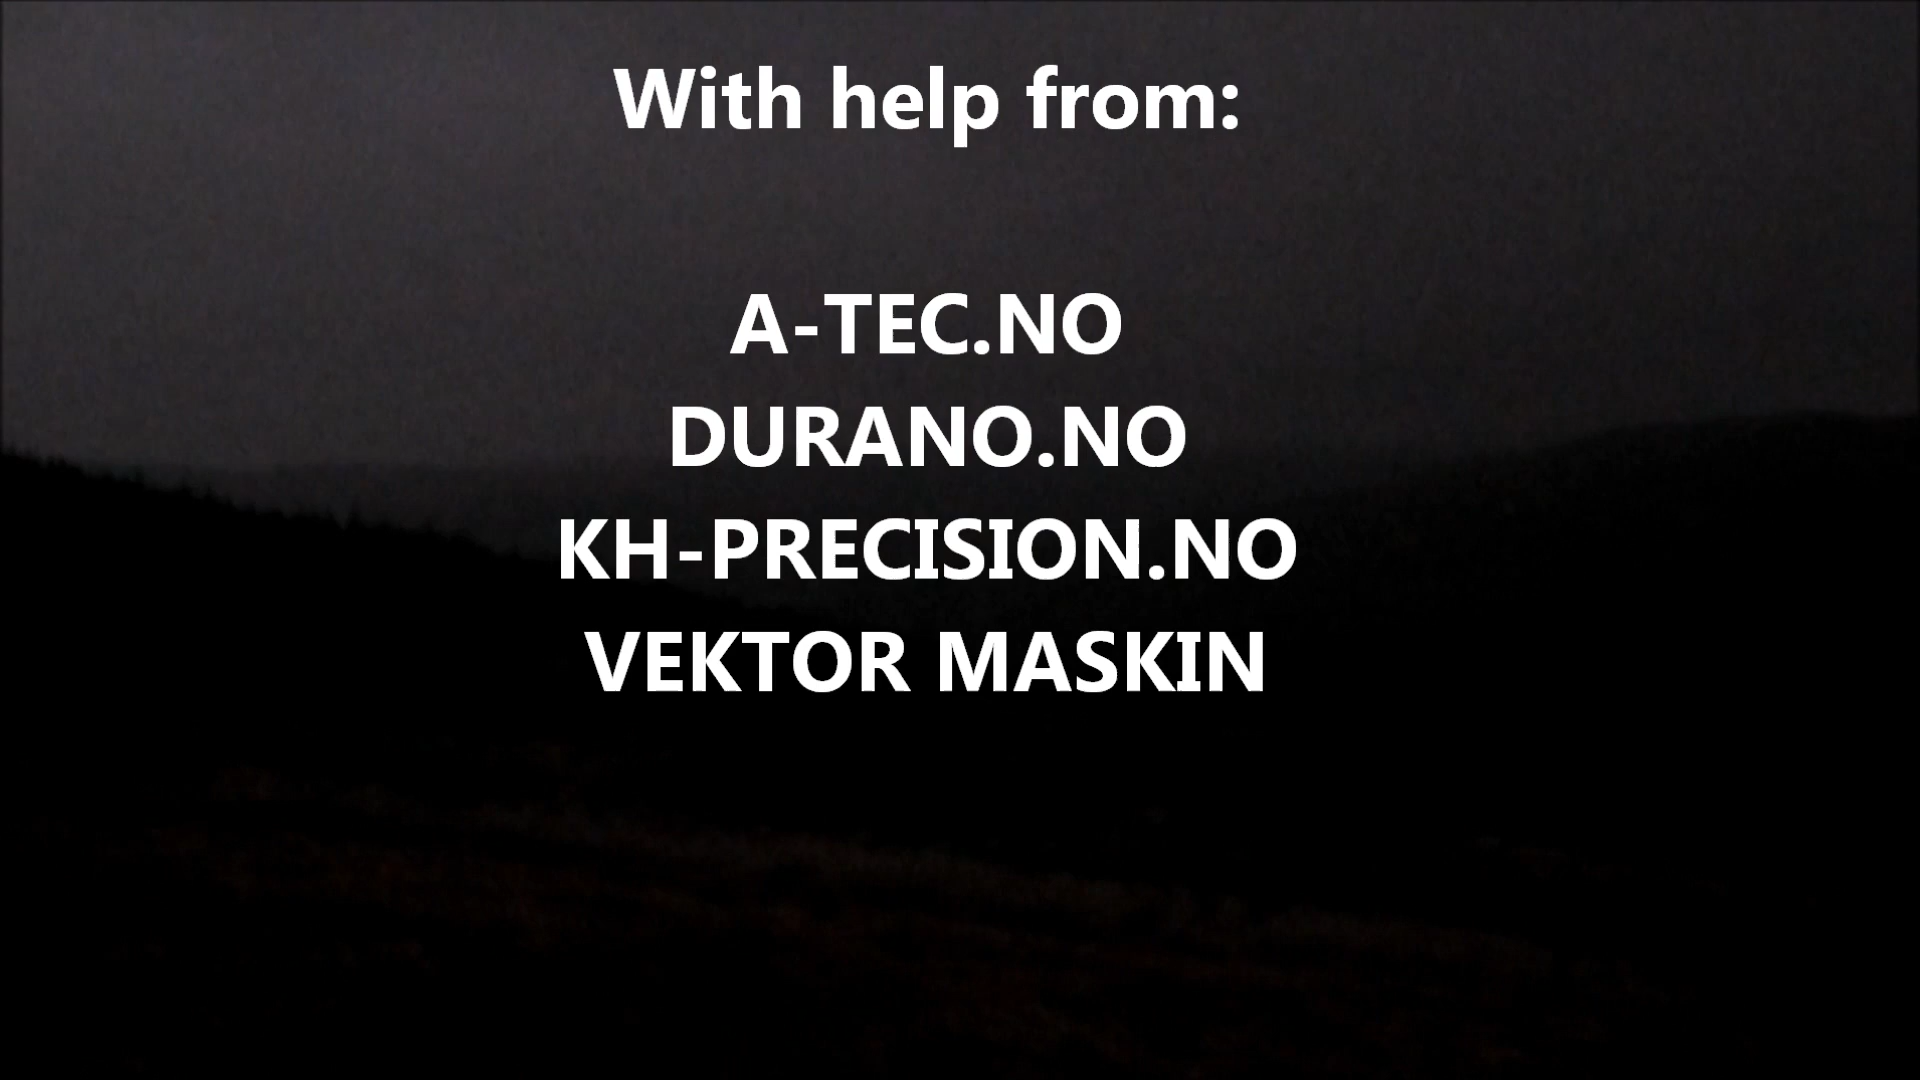 With help from:
A-TEC.NO
DURANO.NO
KH-PRECISION.NO
VEKTOR MASKIN